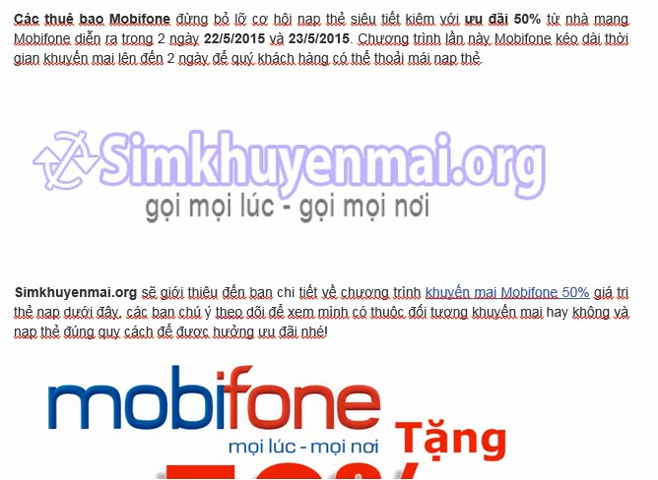 Các thuê bao Mobifone đừng bỏ lỡ cơ hội nạp thẻ siêu tiết kiệm với ưu đãi 50% từ nhà mạng
Mobifone diễn ra trong 2 ngày 22/5/2015 và 23/5/2015. Chương trình lần này Mobifone kéo dài thời
gian khuyến mại lên đến 2 ngày để quý khách hàng có thể thoải mái nạp thẻ.
Simkhuyenmai.org
gọi mọi lúc - gọi mọi nơi
Simkhuyenmai.org sẽ giới thiệu đến bạn chi tiết về chương trình khuyến mại Mobifone 50% giá trị
thẻ nạp dưới đây, các bạn chú ý theo dõi để xem mình có thuộc đối tượng khuyến mại hay không và
nạp thẻ đúng quy cách để được hưởng ưu đãi nhé!
mobifone
mọi lúc - mọi nơi
Tặng